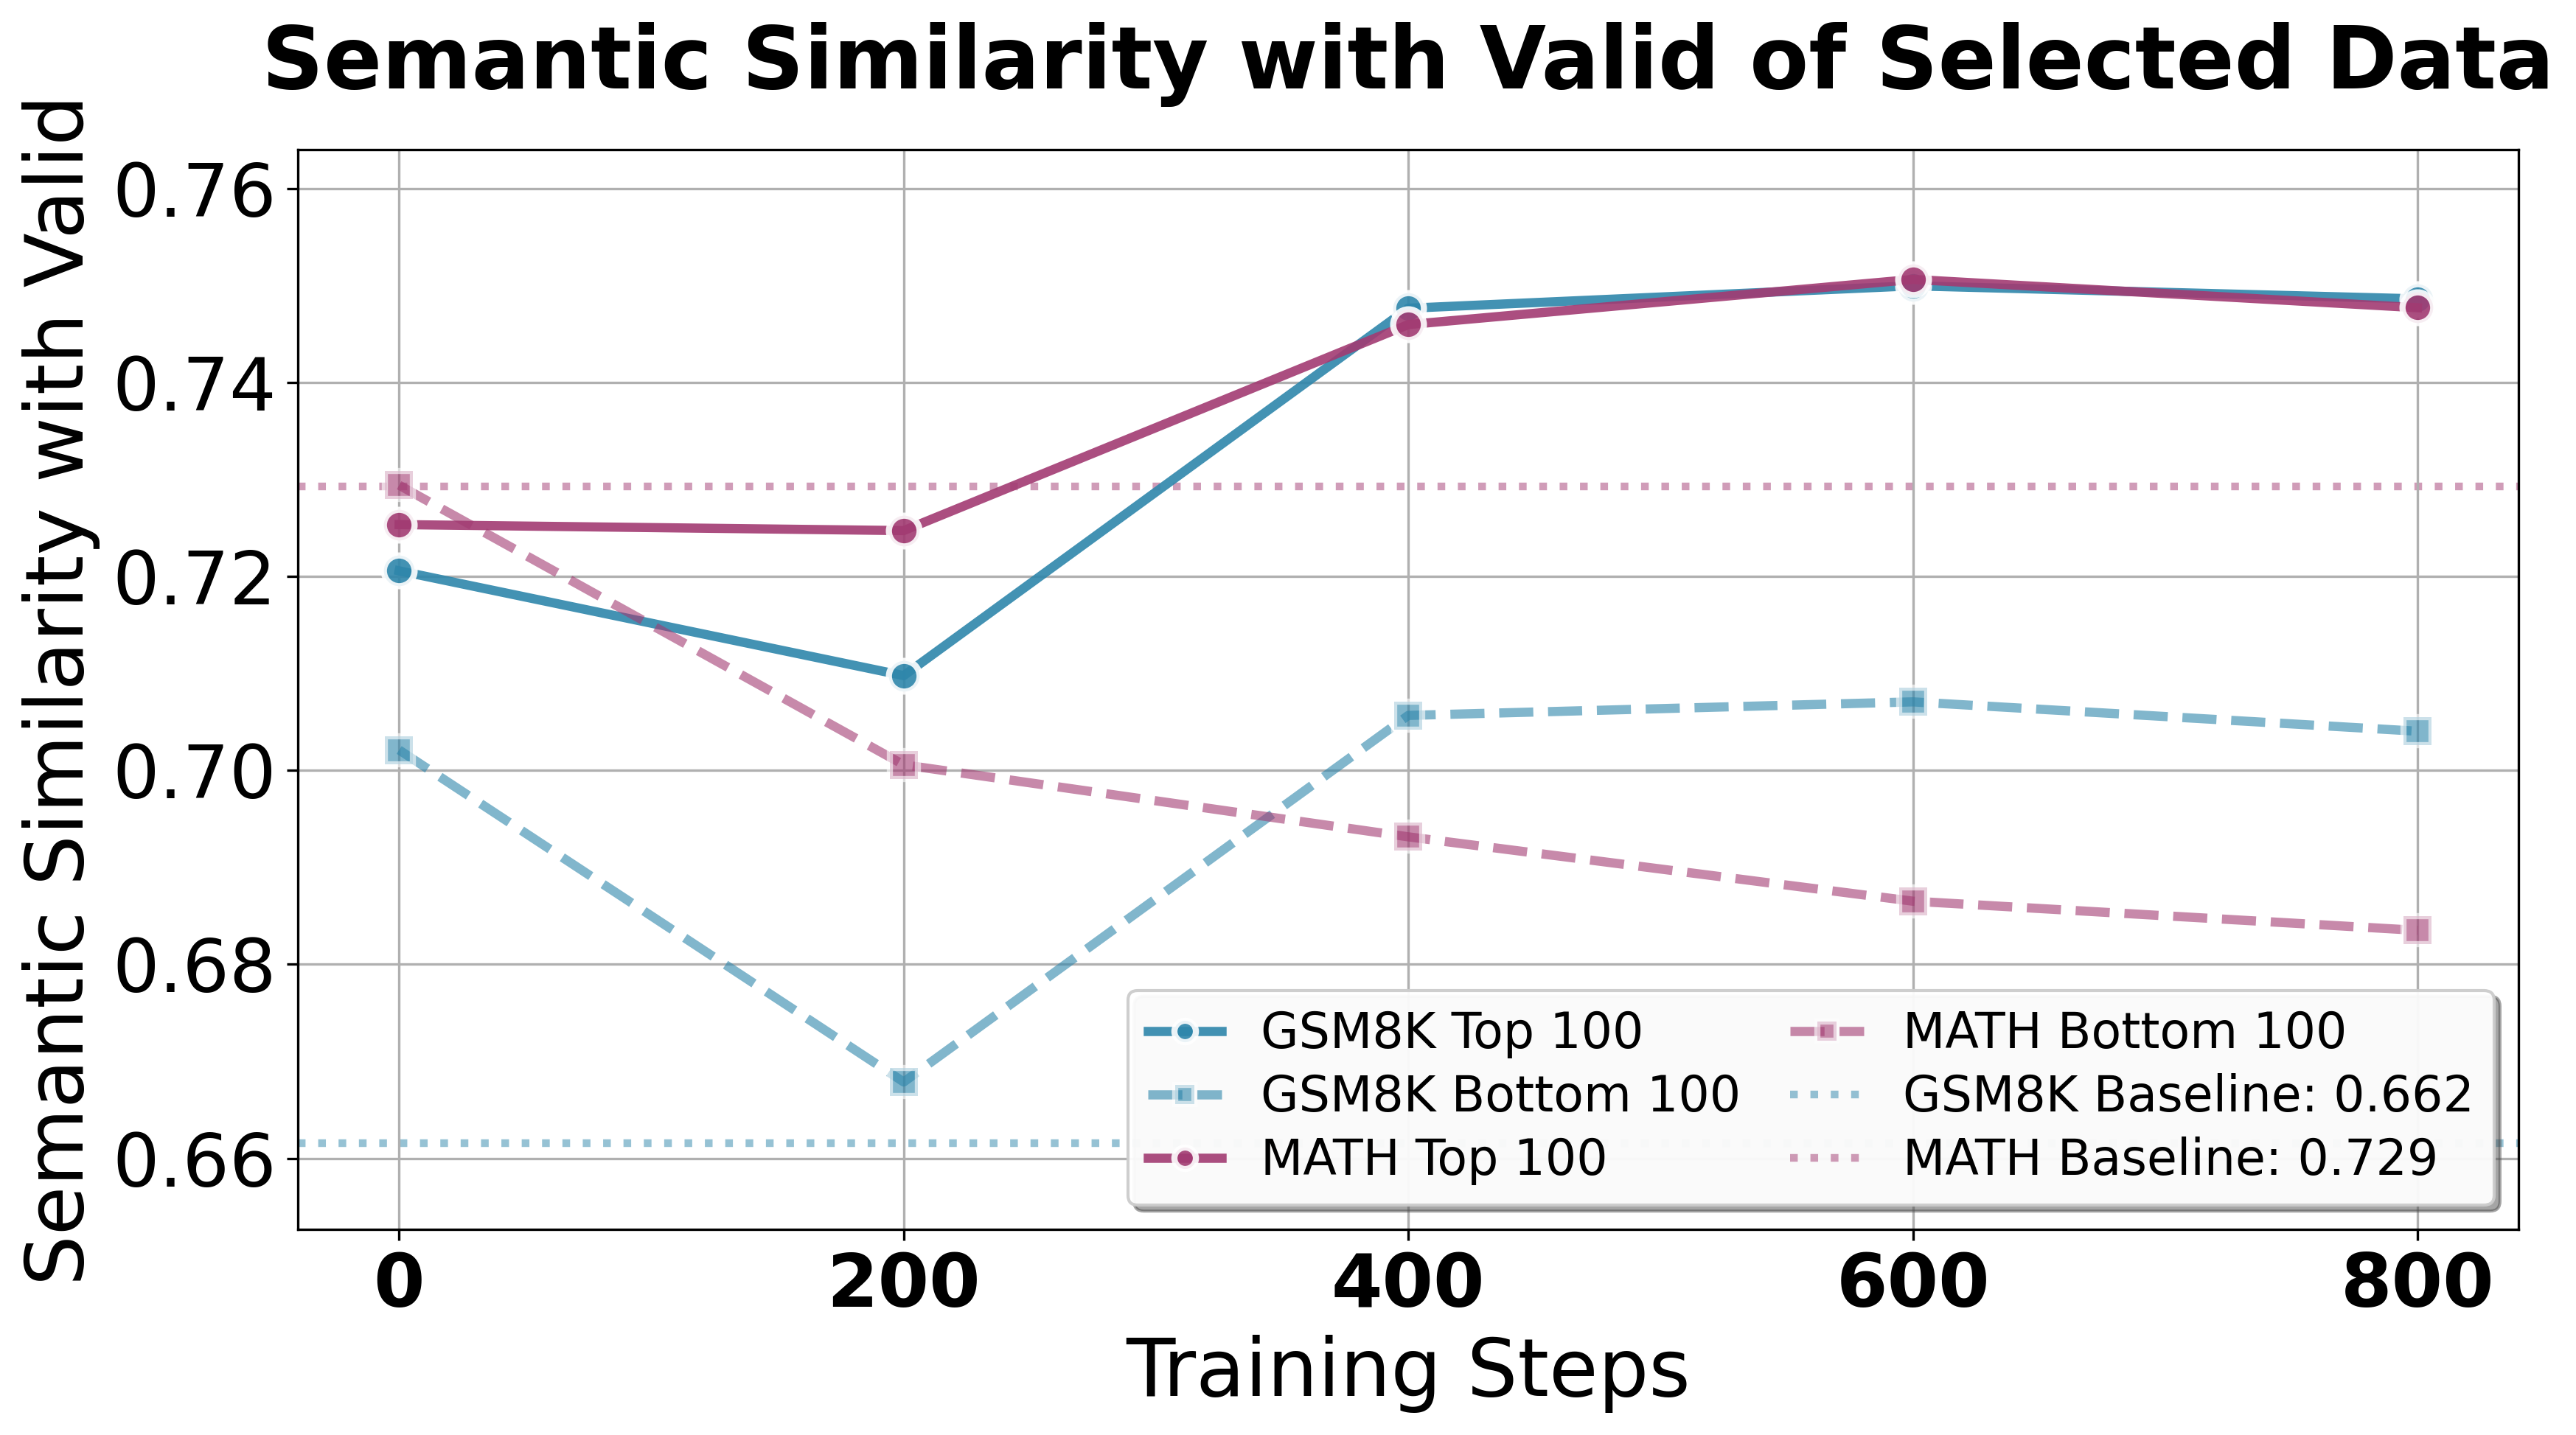 Semantic Similarity with Valid of Selected Data
Semantic Similarity with Valid
0.76
0.74
0.72
0.70
0.68
0.66
0
200
400
600
800
Training Steps
GSM8K Top 100
GSM8K Bottom 100
MATH Top 100
MATH Bottom 100
GSM8K Baseline: 0.662
MATH Baseline: 0.729